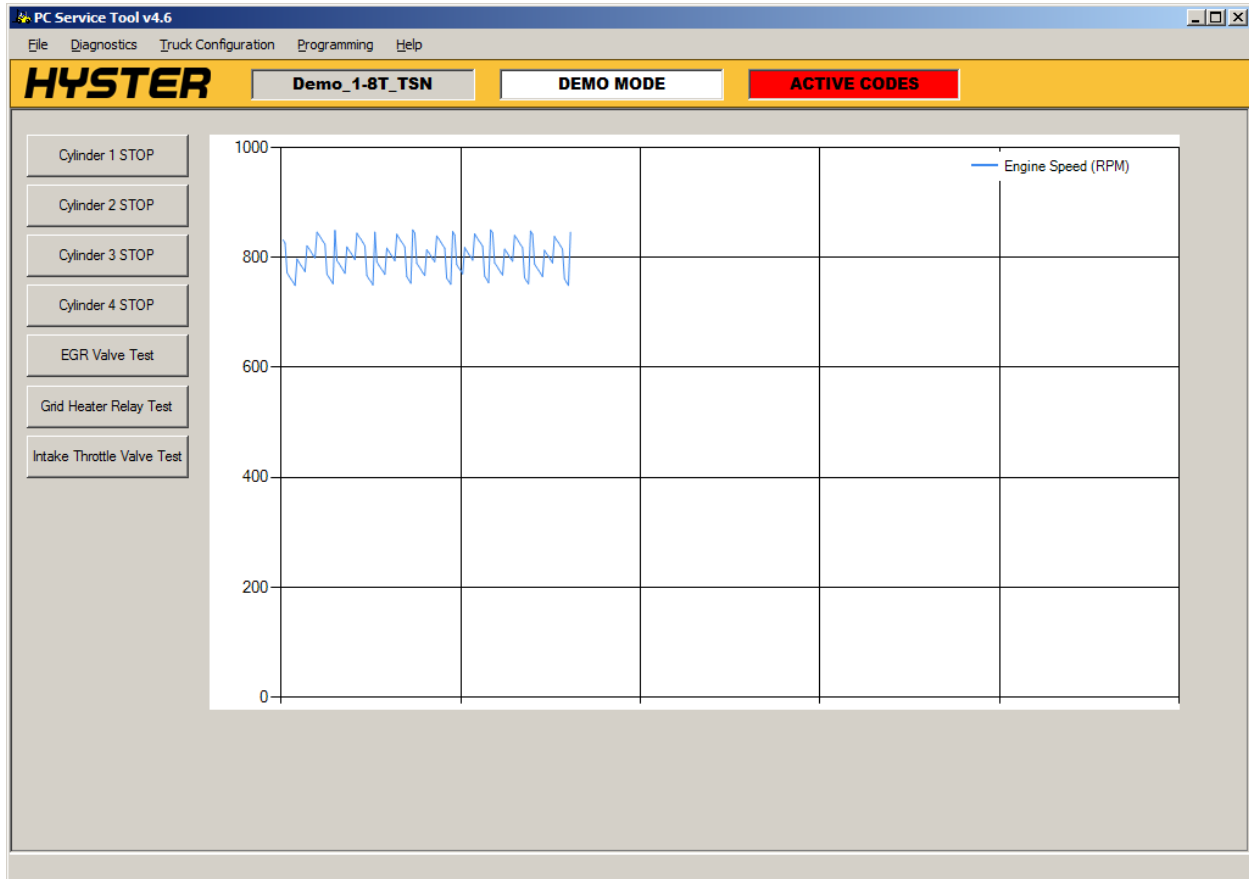 PC Service Tool v4.6
File Diagnostics Truck Configuration Programming Help
HYSTER Demo_1-8T_TSN DEMO MODE ACTIVE CODES
Cylinder 1 STOP
Cylinder 2 STOP
Cylinder 3 STOP
Cylinder 4 STOP
EGR Valve Test
Grid Heater Relay Test
Intake Throttle Valve Test
1000
800
600
400
200
0
Engine Speed (RPM)